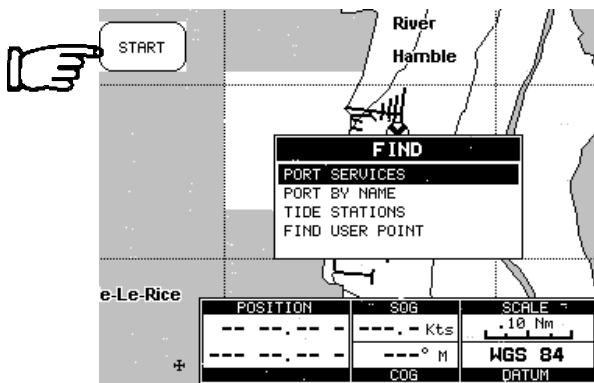 START
River
Hamble
FIND
PORT SERVICES
PORT BY NAME
TIDE STATIONS
FIND USER POINT
e-Le-Rice
POSITION SOG SCALE
-- --.-- - ---.- Kts .10 Nm
-- --.-- - ---° M WGS 84
COG DATUM